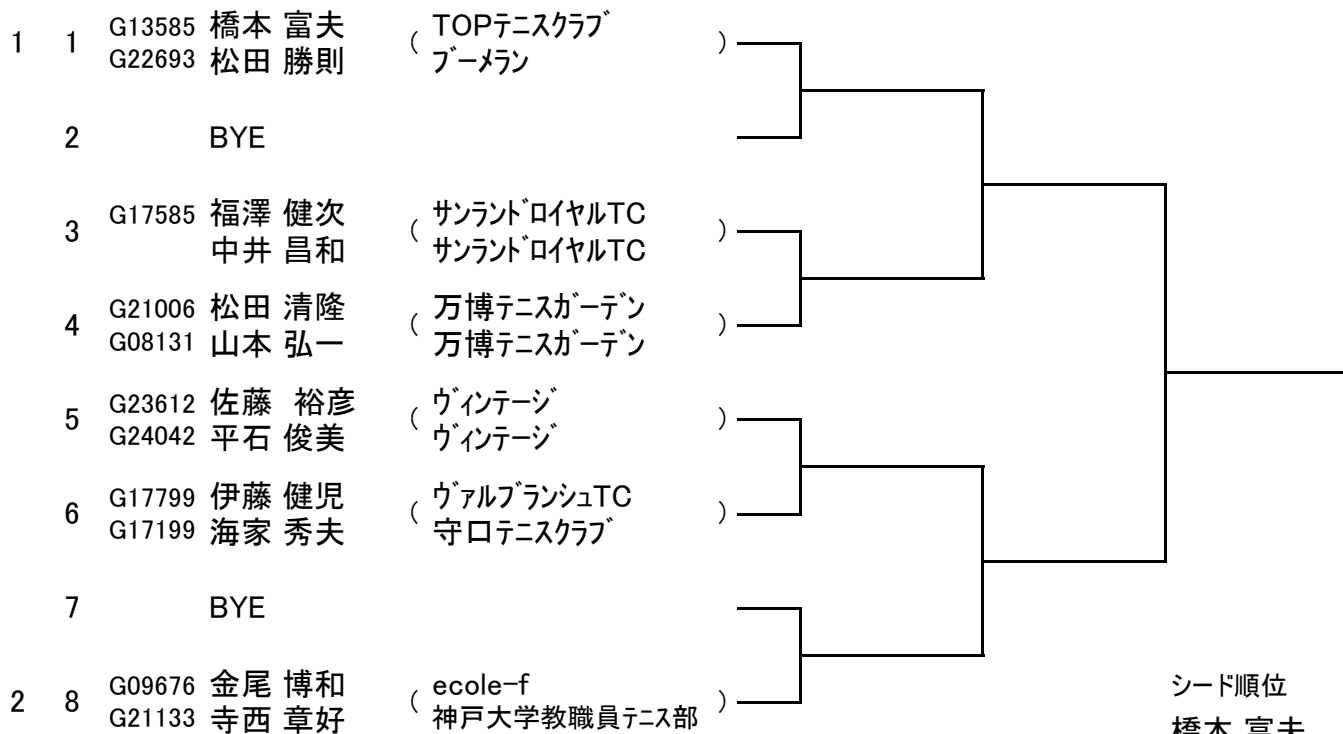 1 1 G13585 橋本 富夫 ( TOPテニスクラブ )
G22693 松田 勝則 ブーメラン
2 BYE
3 G17585 福澤 健次 ( サンランドロイヤルTC )
中井 昌和 サンランドロイヤルTC
4 G21006 松田 清隆 ( 万博テニスガーデン )
G08131 山本 弘一 万博テニスガーデン
5 G23612 佐藤 裕彦 ( ヴィンテージ )
G24042 平石 俊美 ヴィンテージ
6 G17799 伊藤 健児 ( ヴァルブランシュTC )
G17199 海家 秀夫 守口テニスクラブ
7 BYE
2 8 G09676 金尾 博和 ( ecole-f )
G21133 寺西 章好 神戸大学教職員テニス部
シード順位
橋本 富夫